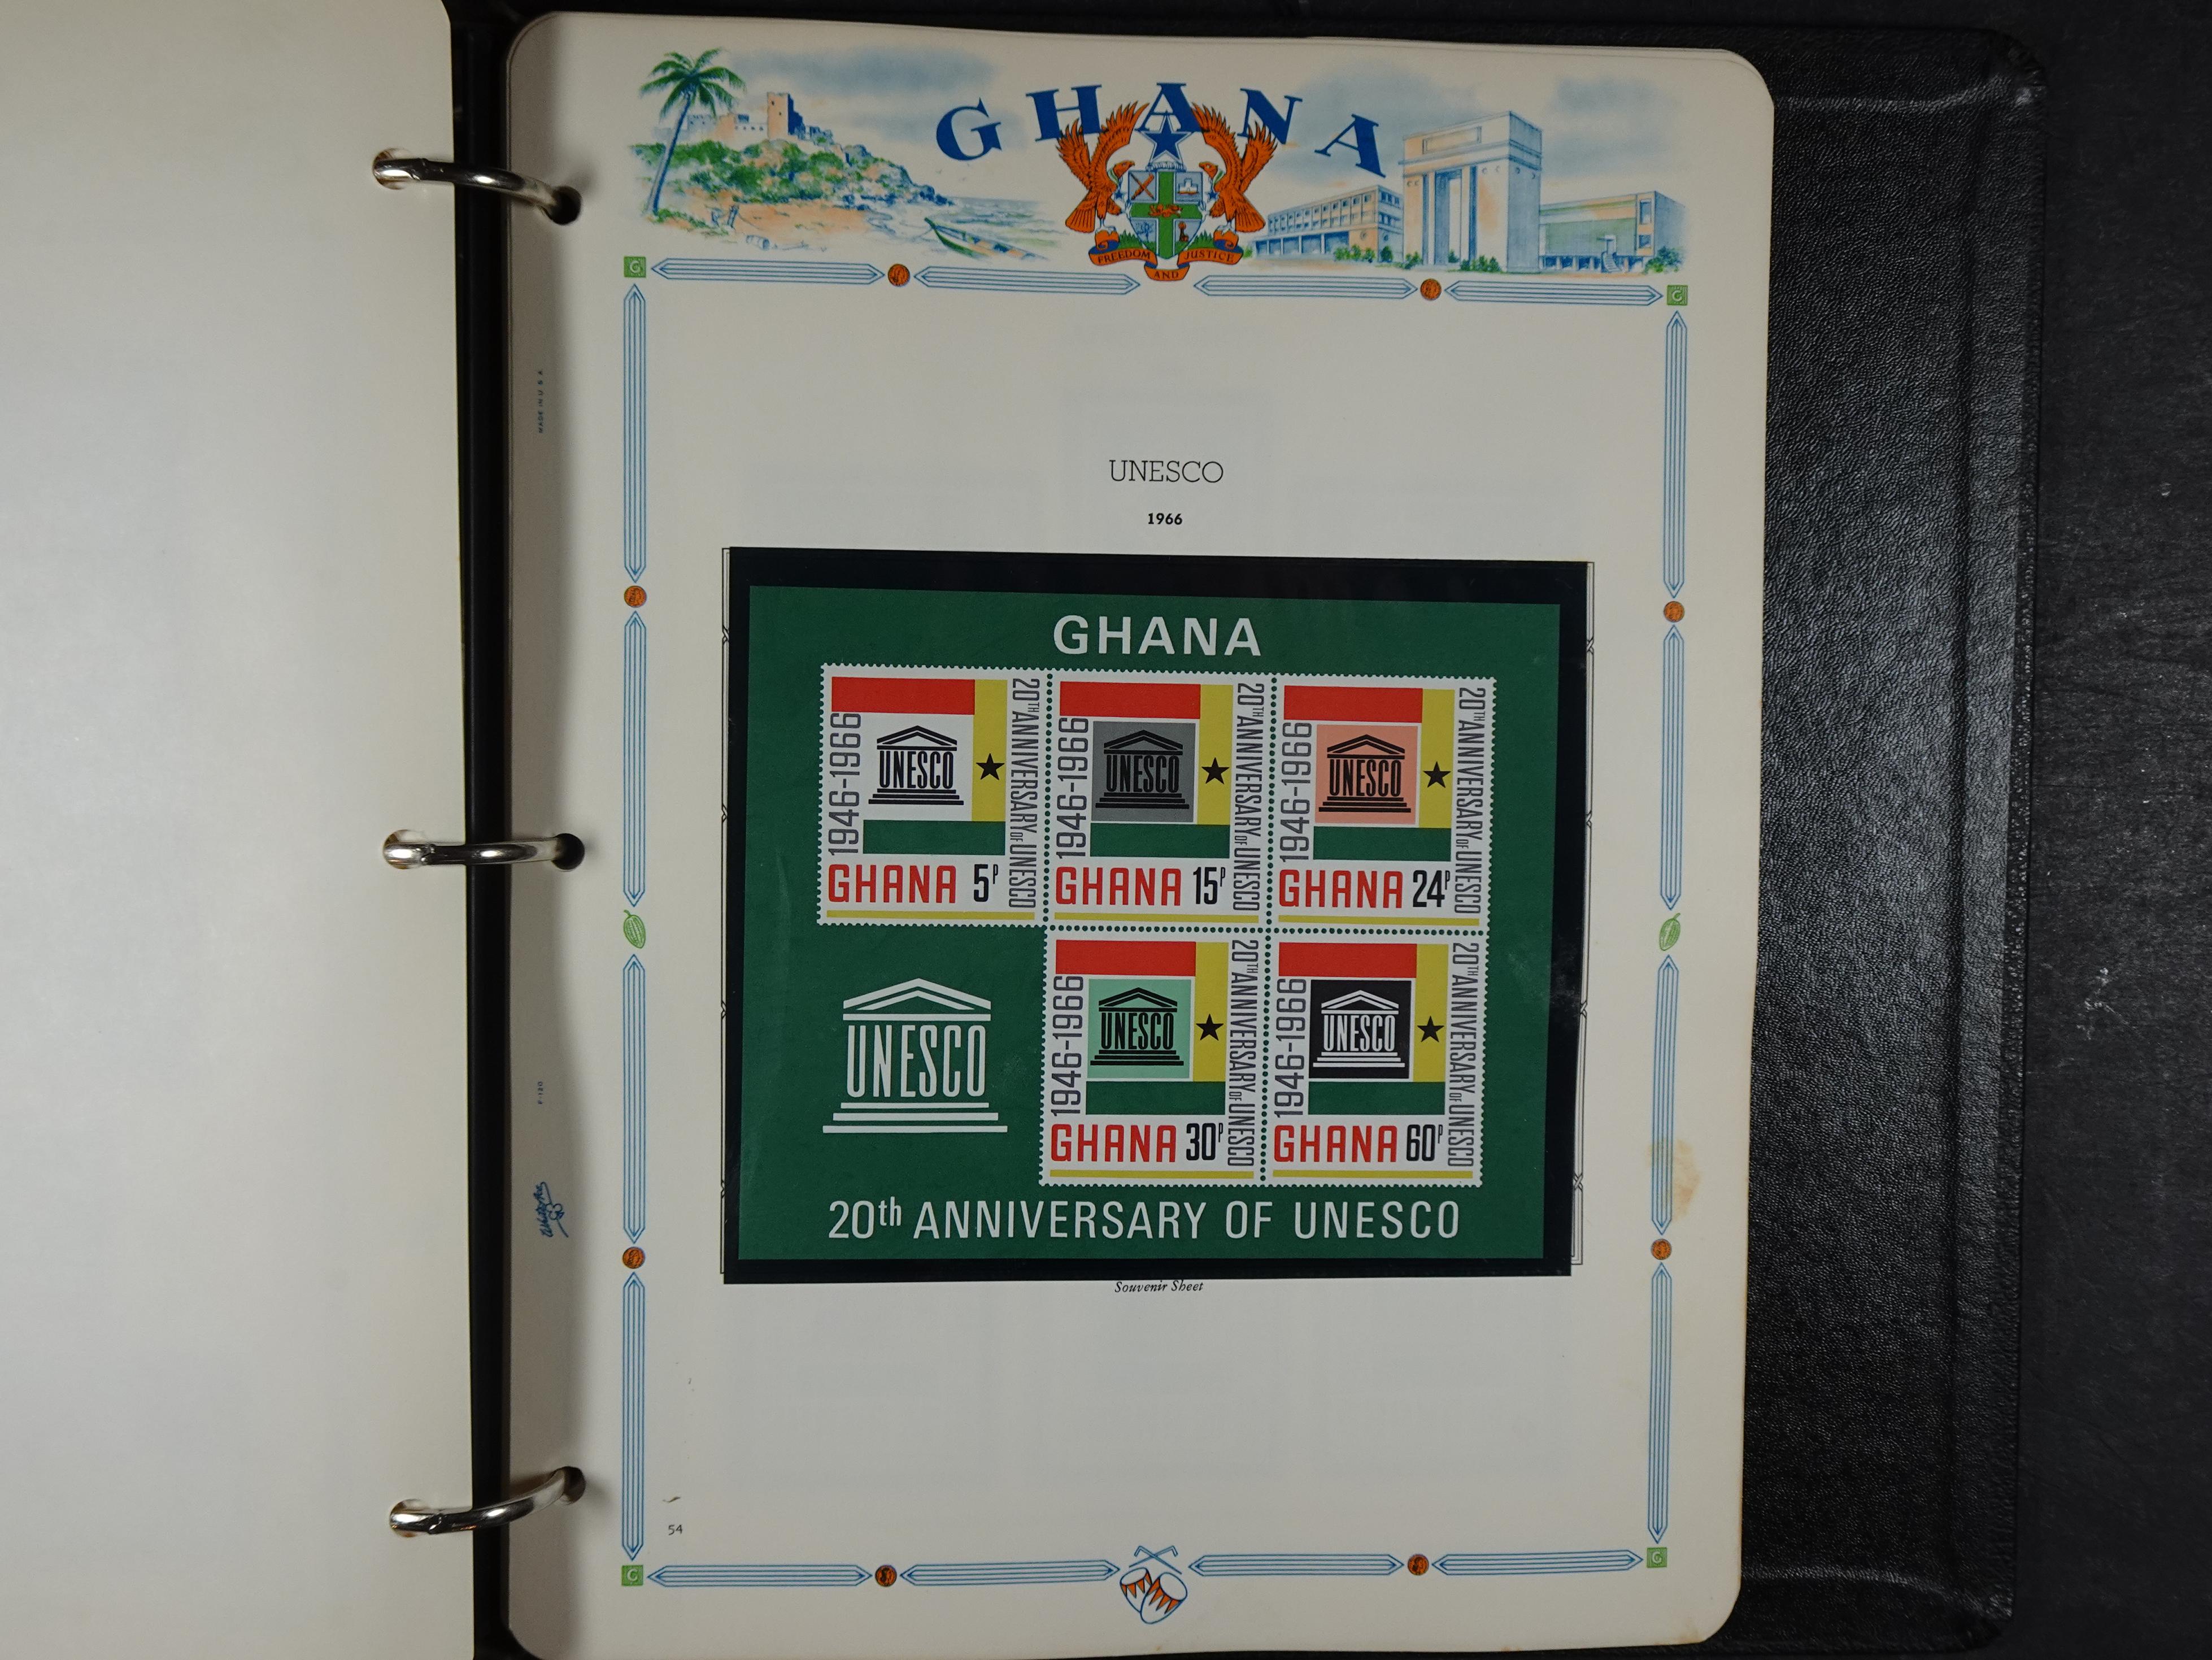 GHANA
FREEDOM AND JUSTICE
G
G
MADE IN U.S.A.
UNESCO
1966
GHANA
1946-1966
UNESCO
20TH ANNIVERSARY OF UNESCO
GHANA 5P
1946-1966
UNESCO
20TH ANNIVERSARY OF UNESCO
GHANA 15P
1946-1966
UNESCO
20TH ANNIVERSARY OF UNESCO
GHANA 24P
UNESCO
1946-1966
UNESCO
20TH ANNIVERSARY OF UNESCO
GHANA 30P
1946-1966
UNESCO
20TH ANNIVERSARY OF UNESCO
GHANA 60P
20th ANNIVERSARY OF UNESCO
Souvenir Sheet
54
G
G